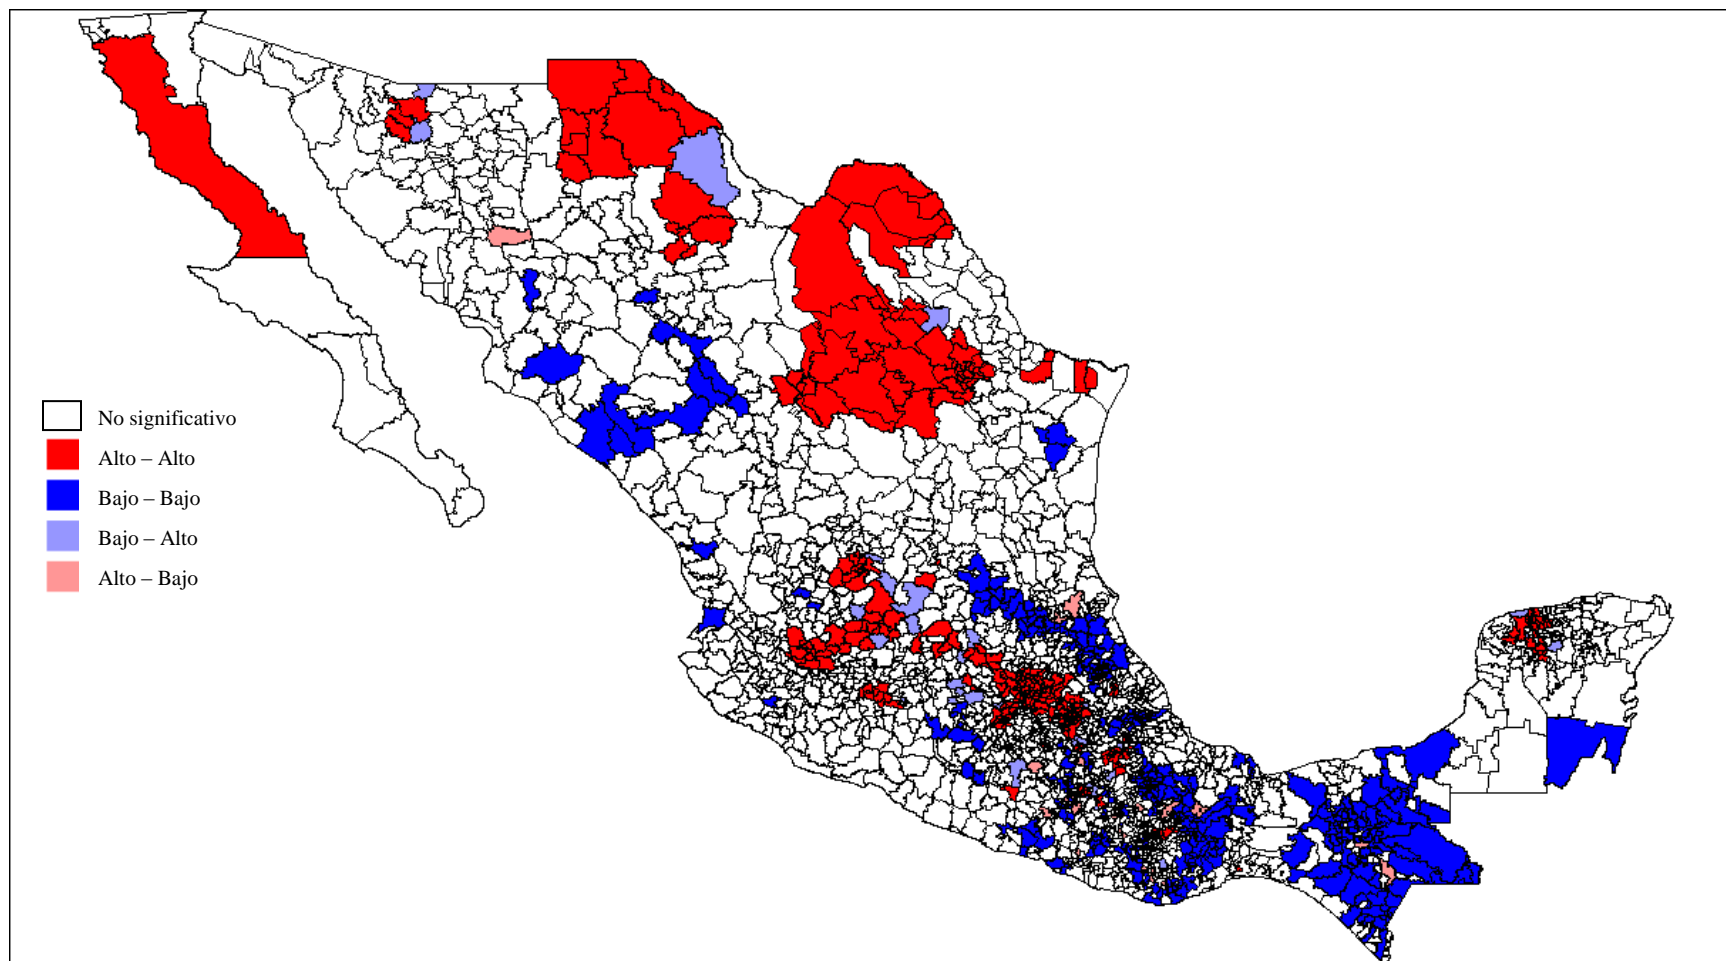 No significativo
Alto – Alto
Bajo – Bajo
Bajo – Alto
Alto – Bajo